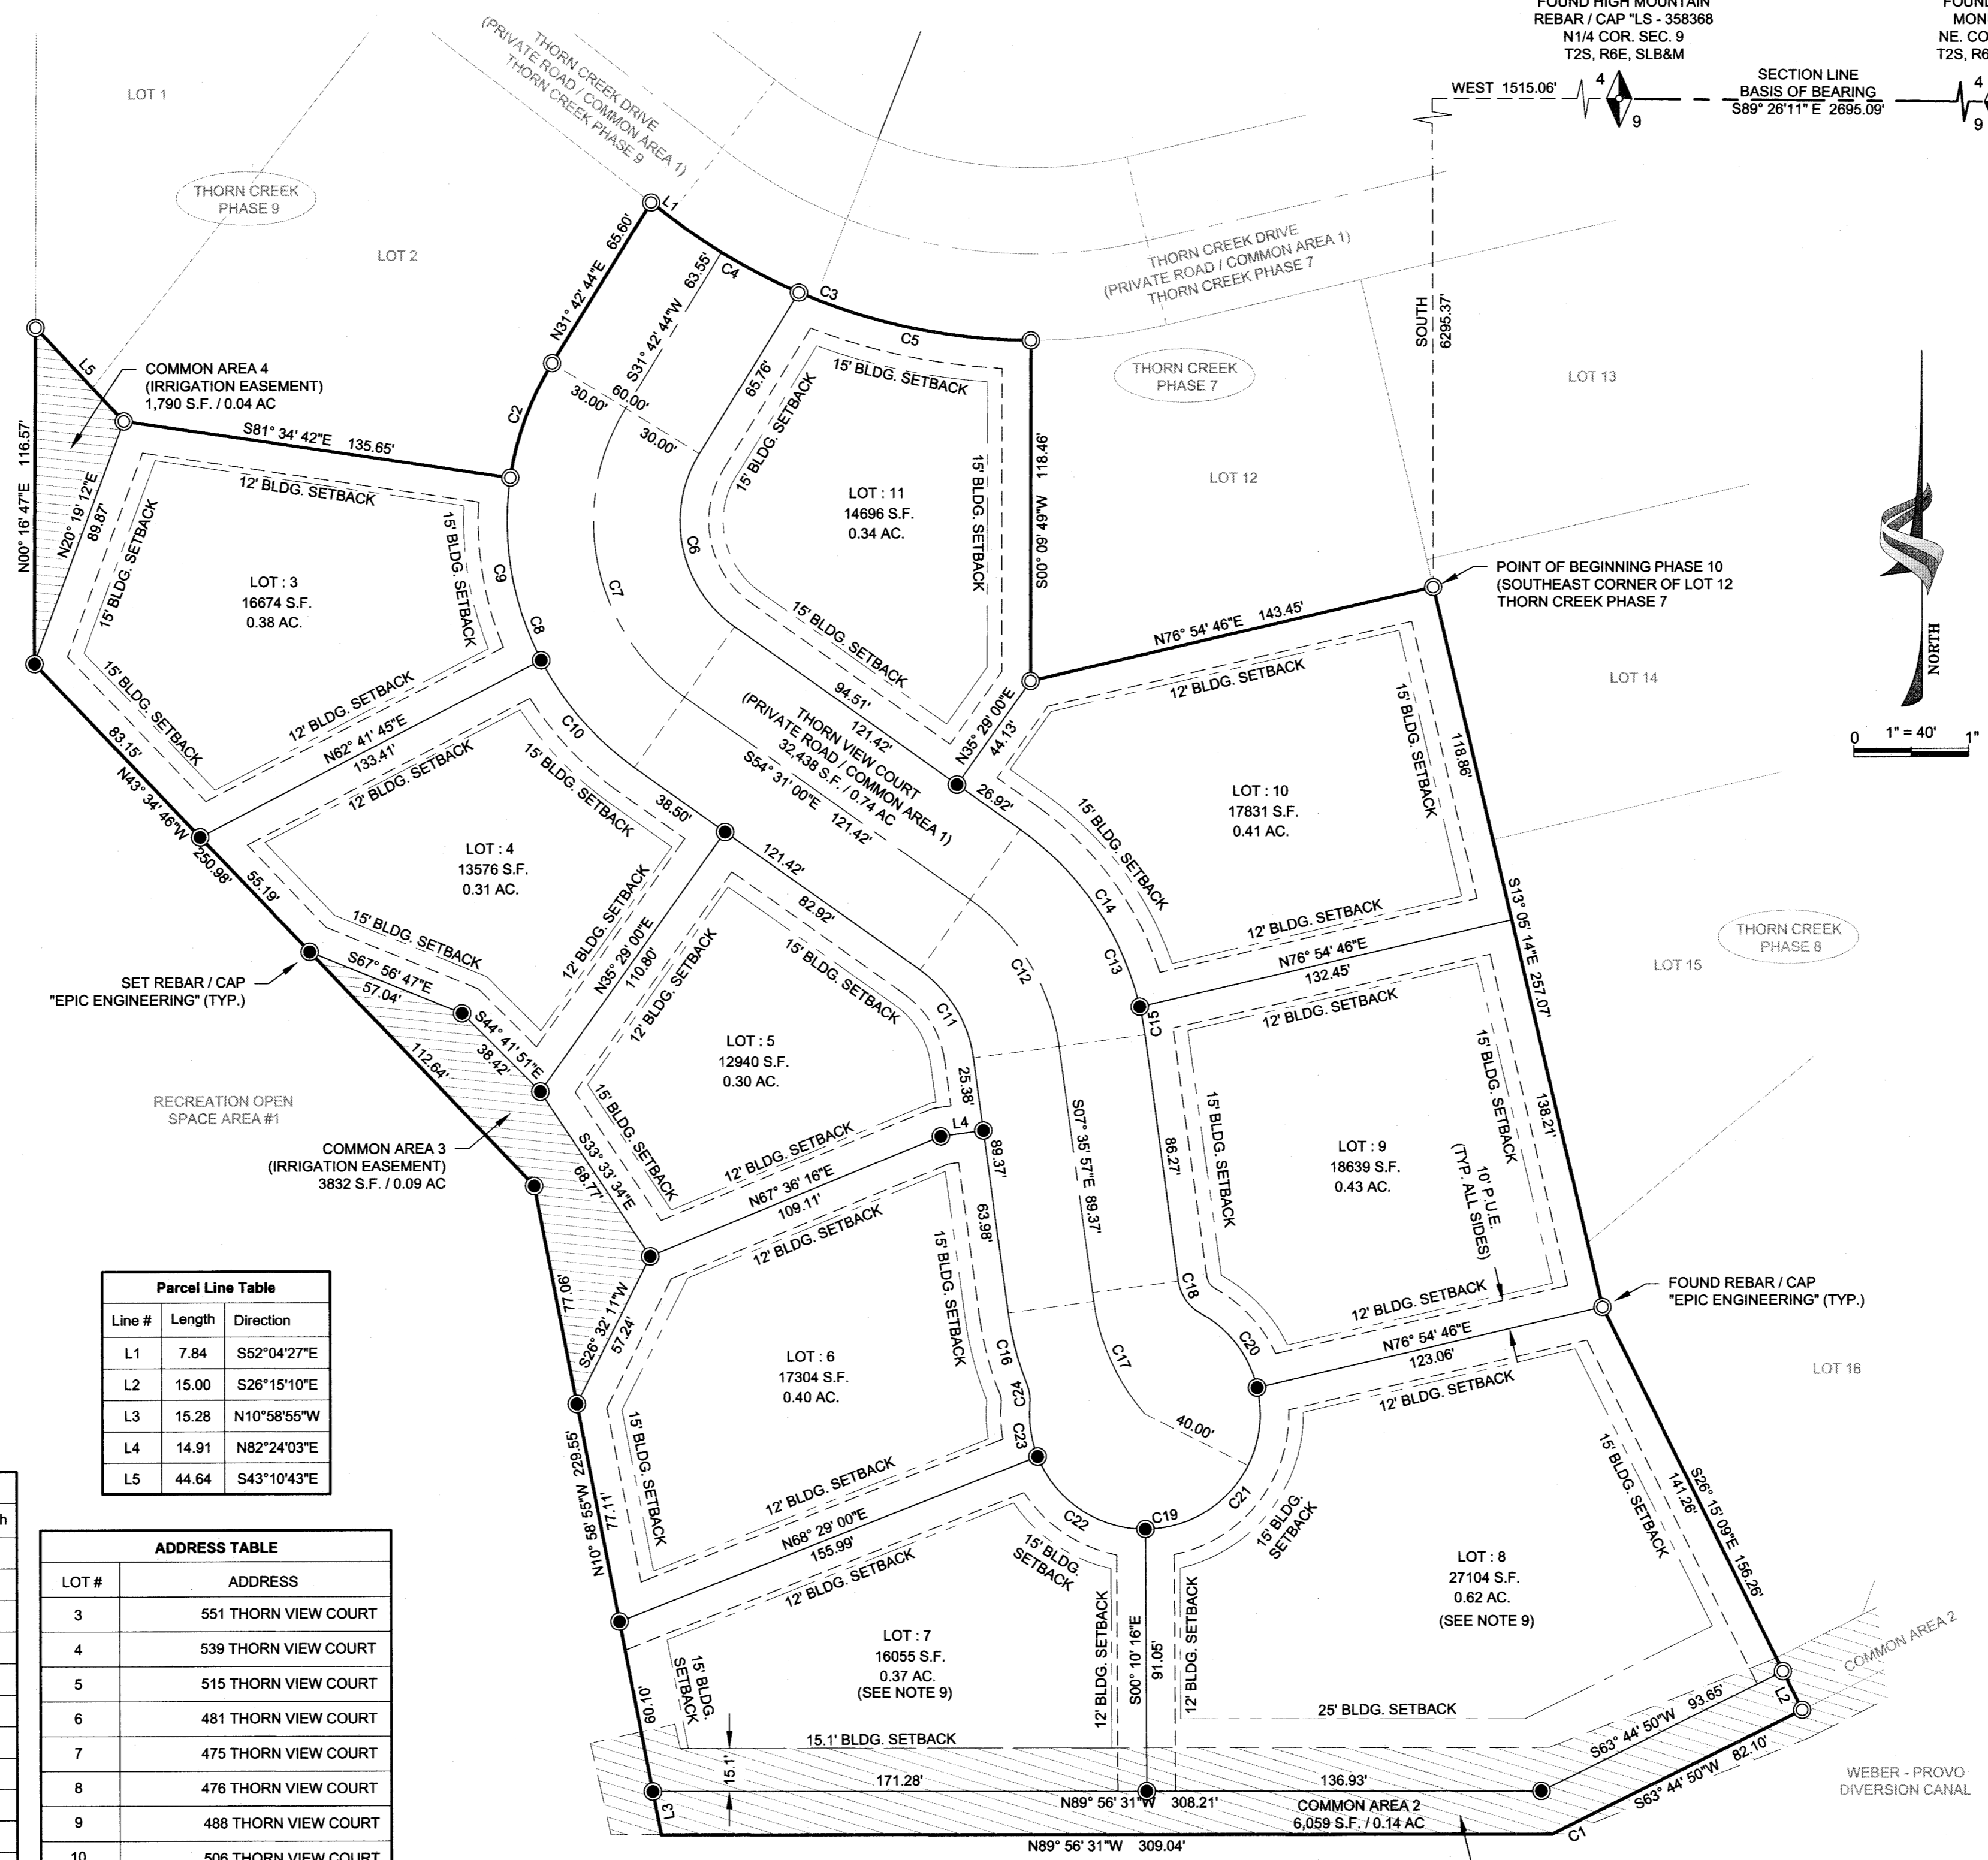 FOUND HIGH MOUNTAIN
REBAR / CAP "LS - 358368
N1/4 COR. SEC. 9
T2S, R6E, SLB&M
WEST 1515.06'
4
9
SECTION LINE
BASIS OF BEARING
S89° 26'11" E 2695.09'
4
9
LOT 1
THORN CREEK
PHASE 9
LOT 2
THORN CREEK DRIVE
(PRIVATE ROAD / COMMON AREA 1)
THORN CREEK PHASE 9
L1
N31° 42' 44"E 65.60'
S31° 42' 44"W 63.55'
C4
C3
C5
THORN CREEK DRIVE
(PRIVATE ROAD / COMMON AREA 1)
THORN CREEK PHASE 7
SOUTH
6295.37'
THORN CREEK
PHASE 7
LOT 13
LOT 12
L5
COMMON AREA 4
(IRRIGATION EASEMENT)
1,790 S.F. / 0.04 AC
N00° 16' 47"E 116.57'
N20° 19' 12"E
89.87'
S81° 34' 42"E 135.65'
C2
30.00'
60.00'
30.00'
65.76'
15' BLDG. SETBACK
15' BLDG. SETBACK
15' BLDG. SETBACK
15' BLDG. SETBACK
LOT : 11
14696 S.F.
0.34 AC.
S00° 09' 49"W 118.46'
12' BLDG. SETBACK
15' BLDG. SETBACK
15' BLDG. SETBACK
15' BLDG. SETBACK
12' BLDG. SETBACK
LOT : 3
16674 S.F.
0.38 AC.
C9
C8
C7
C6
POINT OF BEGINNING PHASE 10
(SOUTHEAST CORNER OF LOT 12
THORN CREEK PHASE 7
NORTH
0 1" = 40' 1"
N76° 54' 46"E 143.45'
LOT 14
83.15'
N43° 34' 46"W
250.98'
55.19'
N62° 41' 45"E
133.41'
C10
38.50'
94.51'
121.42'
THORN VIEW COURT
(PRIVATE ROAD / COMMON AREA 1)
32,438 S.F. / 0.74 AC
S54° 31' 00"E 121.42'
N35° 29' 00"E
44.13'
26.92'
12' BLDG. SETBACK
15' BLDG. SETBACK
15' BLDG. SETBACK
12' BLDG. SETBACK
LOT : 10
17831 S.F.
0.41 AC.
118.86'
S13° 05' 14"E 257.07'
12' BLDG. SETBACK
15' BLDG. SETBACK
15' BLDG. SETBACK
12' BLDG. SETBACK
LOT : 4
13576 S.F.
0.31 AC.
121.42'
82.92'
C14
C13
C12
C15
N76° 54' 46"E
132.45'
THORN CREEK
PHASE 8
LOT 15
SET REBAR / CAP
"EPIC ENGINEERING" (TYP.)
S67° 56' 47"E
57.04'
S44° 41' 51"E
38.42'
112.64'
N35° 29' 00"E
110.80'
12' BLDG. SETBACK
15' BLDG. SETBACK
15' BLDG. SETBACK
12' BLDG. SETBACK
LOT : 5
12940 S.F.
0.30 AC.
C11
25.38'
L4
RECREATION OPEN
SPACE AREA #1
COMMON AREA 3
(IRRIGATION EASEMENT)
3832 S.F. / 0.09 AC
S33° 33' 34"E
68.77'
N67° 36' 16"E
109.11'
89.37'
63.98'
S07° 35' 57"E 89.37'
86.27'
12' BLDG. SETBACK
15' BLDG. SETBACK
15' BLDG. SETBACK
12' BLDG. SETBACK
LOT : 9
18639 S.F.
0.43 AC.
138.21'
10' P.U.E.
(TYP. ALL SIDES)
FOUND REBAR / CAP
"EPIC ENGINEERING" (TYP.)
77.06'
S26° 32' 11"W
57.24'
12' BLDG. SETBACK
15' BLDG. SETBACK
15' BLDG. SETBACK
12' BLDG. SETBACK
LOT : 6
17304 S.F.
0.40 AC.
C16
C24
C23
C17
C18
C20
40.00'
N76° 54' 46"E
123.06'
LOT 16
N10° 58' 55"W 229.55'
77.11'
N68° 29' 00"E
155.99'
C22
C19
C21
12' BLDG. SETBACK
15' BLDG. SETBACK
15' BLDG.
SETBACK
LOT : 8
27104 S.F.
0.62 AC.
(SEE NOTE 9)
141.26'
S26° 15' 09"E 156.26'
12' BLDG. SETBACK
15' BLDG.
SETBACK
15' BLDG.
SETBACK
12' BLDG. SETBACK
12' BLDG. SETBACK
LOT : 7
16055 S.F.
0.37 AC.
(SEE NOTE 9)
S00° 10' 16"E
91.05'
25' BLDG. SETBACK
15.1' BLDG. SETBACK
15.1'
60.10'
L3
171.28'
136.93'
N89° 56' 31"W 308.21'
COMMON AREA 2
6,059 S.F. / 0.14 AC
N89° 56' 31"W 309.04'
S63° 44' 50"W 93.65'
S63° 44' 50"W 82.10'
L2
C1
COMMON AREA 2
WEBER - PROVO
DIVERSION CANAL
Parcel Line Table
Line # Length Direction
L1 7.84 S52°04'27"E
L2 15.00 S26°15'10"E
L3 15.28 N10°58'55"W
L4 14.91 N82°24'03"E
L5 44.64 S43°10'43"E
ADDRESS TABLE
LOT # ADDRESS
3 551 THORN VIEW COURT
4 539 THORN VIEW COURT
5 515 THORN VIEW COURT
6 481 THORN VIEW COURT
7 475 THORN VIEW COURT
8 476 THORN VIEW COURT
9 488 THORN VIEW COURT
10 506 THORN VIEW COURT